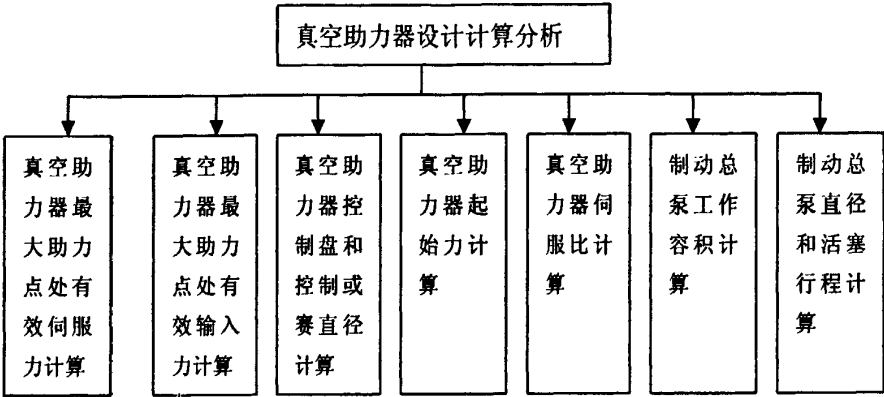 真空助力器设计计算分析
真空助
力器最
大助力
点处有
效伺服
力计算
真空助
力器最
大助力
点处有
效输入
力计算
真空助
力器控
制盘和
控制或
赛直径
计算
真空助
力器起
始力计
算
真空助
力器伺
服比计
算
制动总
泵工作
容积计
算
制动总
泵直径
和活塞
行程计
算